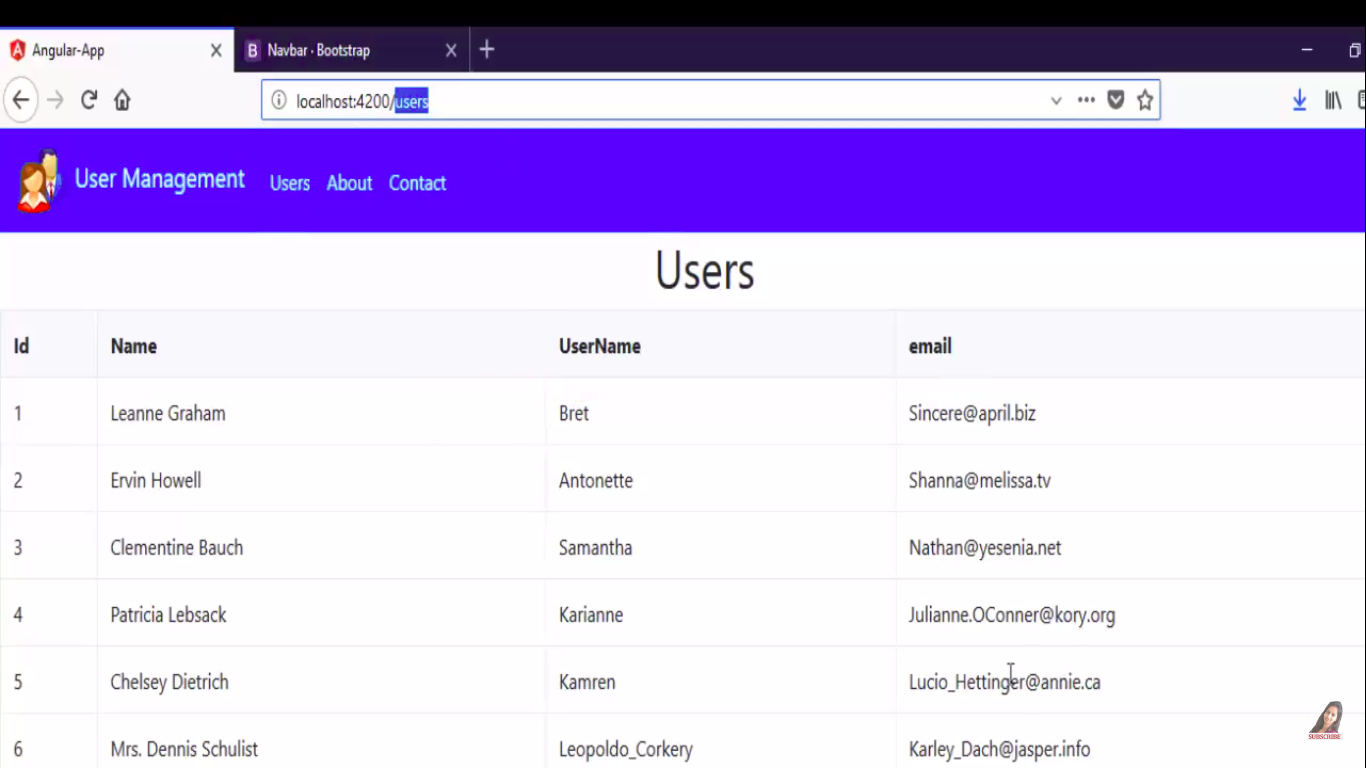 Angular-App
Navbar · Bootstrap
localhost:4200/users
User Management Users About Contact
Users
Id Name UserName email
1 Leanne Graham Bret Sincere@april.biz
2 Ervin Howell Antonette Shanna@melissa.tv
3 Clementine Bauch Samantha Nathan@yesenia.net
4 Patricia Lebsack Karianne Julianne.OConner@kory.org
5 Chelsey Dietrich Kamren Lucio_Hettinger@annie.ca
6 Mrs. Dennis Schulist Leopoldo_Corkery Karley_Dach@jasper.info
SUBSCRIBE